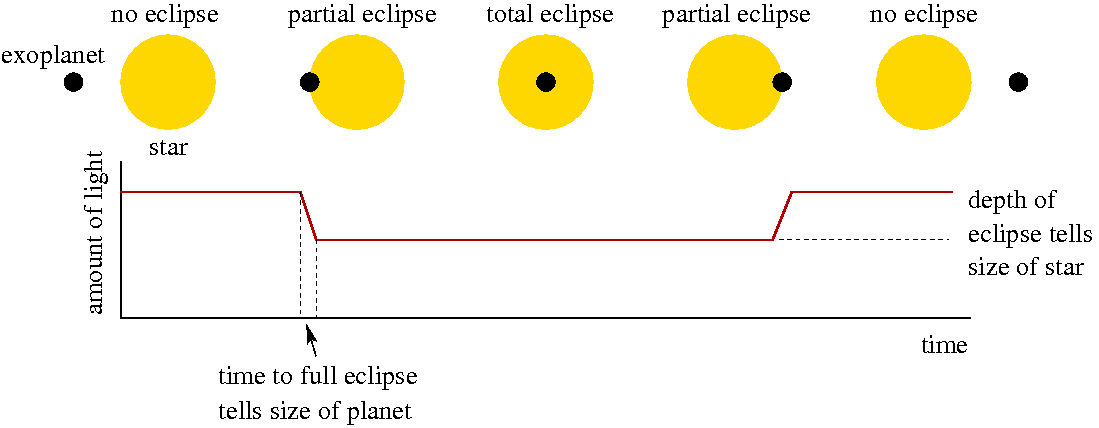 no eclipse
partial eclipse
total eclipse
partial eclipse
no eclipse
exoplanet
star
amount of light
depth of
eclipse tells
size of star
time
time to full eclipse
tells size of planet